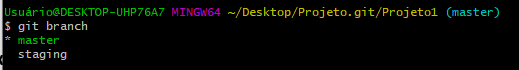 Usuário@DESKTOP-UHP76A7 MINGW64 ~/Desktop/Projeto.git/Projeto1 (master)
$ git branch
* master
  staging